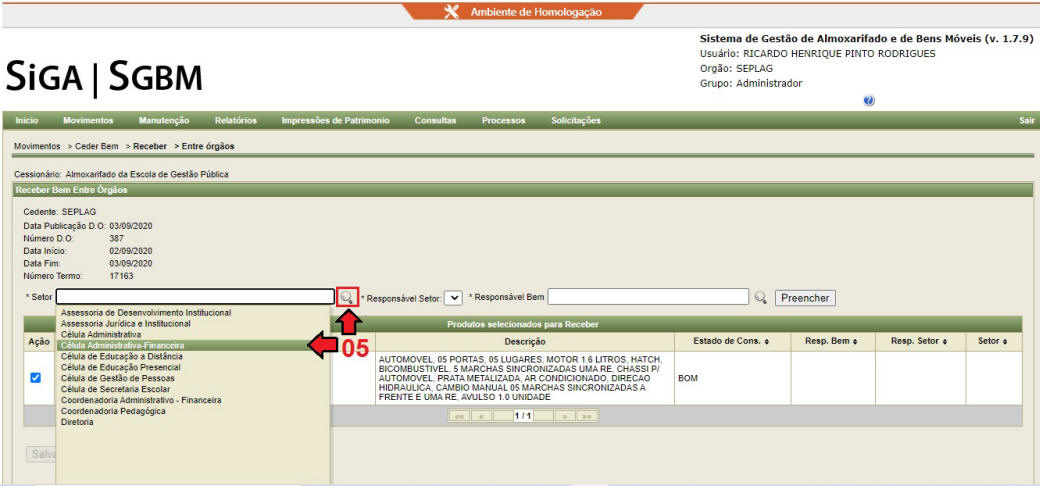 Ambiente de Homologação
Sistema de Gestão de Almoxarifado e de Bens Móveis (v. 1.7.9)
Usuário: RICARDO HENRIQUE PINTO RODRIGUES
Orgão: SEPLAG
Grupo: Administrador
SIGA | SGBM
Inicio Movimentos Manutenção Relatórios Impressões de Patrimonio Consultas Processos Solicitações Sair
Movimentos > Ceder Bem > Receber > Entre órgãos
Cessionário: Almoxarifado da Escola de Gestão Pública
Receber Bem Entre Órgãos
Cedente: SEPLAG
Data Publicação D.O: 03/09/2020
Número D.O: 387
Data Início: 02/09/2020
Data Fim: 03/09/2020
Número Termo: 17163
* Setor * Responsável Setor: * Responsável Bem Preencher
Assessoria de Desenvolvimento Institucional
Assessoria Jurídica e Institucional
Célula Administrativa
Célula Administrativa-Financeira
Célula de Educação a Distância
Célula de Educação Presencial
Célula de Gestão de Pessoas
Célula de Secretaria Escolar
Coordenadoria Administrativo - Financeira
Coordenadoria Pedagógica
Diretoria
05
Produtos selecionados para Receber
Ação Descrição Estado de Cons. Resp. Bem Resp. Setor Setor
AUTOMOVEL, 05 PORTAS, 05 LUGARES, MOTOR 1.6 LITROS, HATCH,
BICOMBUSTIVEL, 5 MARCHAS SINCRONIZADAS UMA RE, CHASSI P/
AUTOMOVEL, PRATA METALIZADA, AR CONDICIONADO, DIRECAO
HIDRAULICA, CAMBIO MANUAL 05 MARCHAS SINCRONIZADAS A
FRENTE E UMA RE, AVULSO 1.0 UNIDADE
BOM
«« « 1 / 1 » »»
Salv